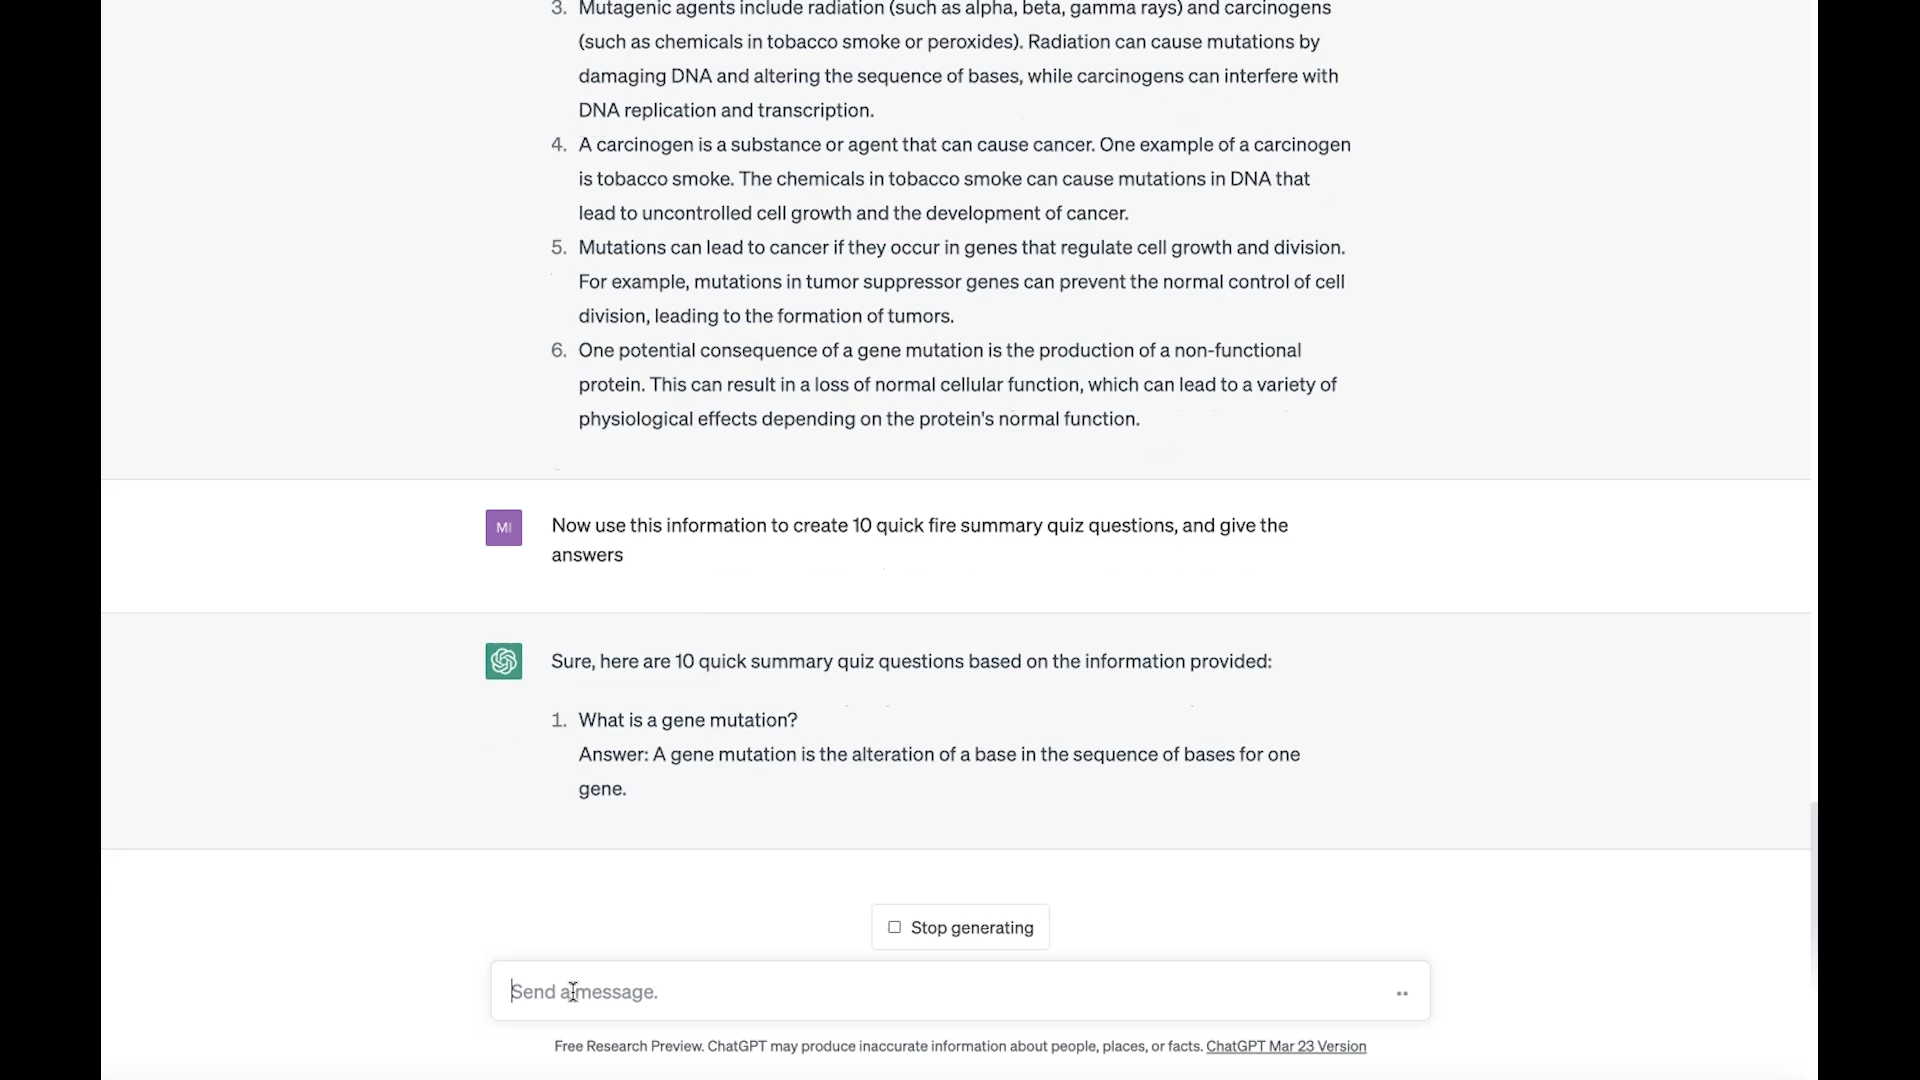 3. Mutagenic agents include radiation (such as alpha, beta, gamma rays) and carcinogens
(such as chemicals in tobacco smoke or peroxides). Radiation can cause mutations by
damaging DNA and altering the sequence of bases, while carcinogens can interfere with
DNA replication and transcription.
4. A carcinogen is a substance or agent that can cause cancer. One example of a carcinogen
is tobacco smoke. The chemicals in tobacco smoke can cause mutations in DNA that
lead to uncontrolled cell growth and the development of cancer.
5. Mutations can lead to cancer if they occur in genes that regulate cell growth and division.
For example, mutations in tumor suppressor genes can prevent the normal control of cell
division, leading to the formation of tumors.
6. One potential consequence of a gene mutation is the production of a non-functional
protein. This can result in a loss of normal cellular function, which can lead to a variety of
physiological effects depending on the protein's normal function.
MI
Now use this information to create 10 quick fire summary quiz questions, and give the
answers
Sure, here are 10 quick summary quiz questions based on the information provided:
1. What is a gene mutation?
Answer: A gene mutation is the alteration of a base in the sequence of bases for one
gene.
Stop generating
Send a message.
Free Research Preview. ChatGPT may produce inaccurate information about people, places, or facts. ChatGPT Mar 23 Version